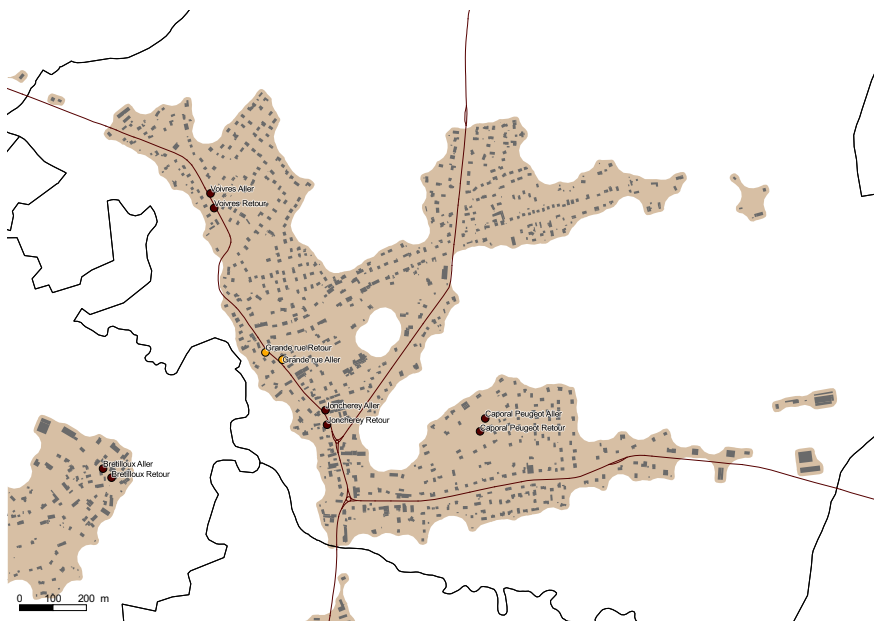 Voivres Aller
Voivres Retour
Grande rue Retour
Grande rue Aller
Joncherey Aller
Joncherey Retour
Caporal Peugeot Aller
Caporal Peugeot Retour
Bretilloux Aller
Bretilloux Retour
0 100 200 m